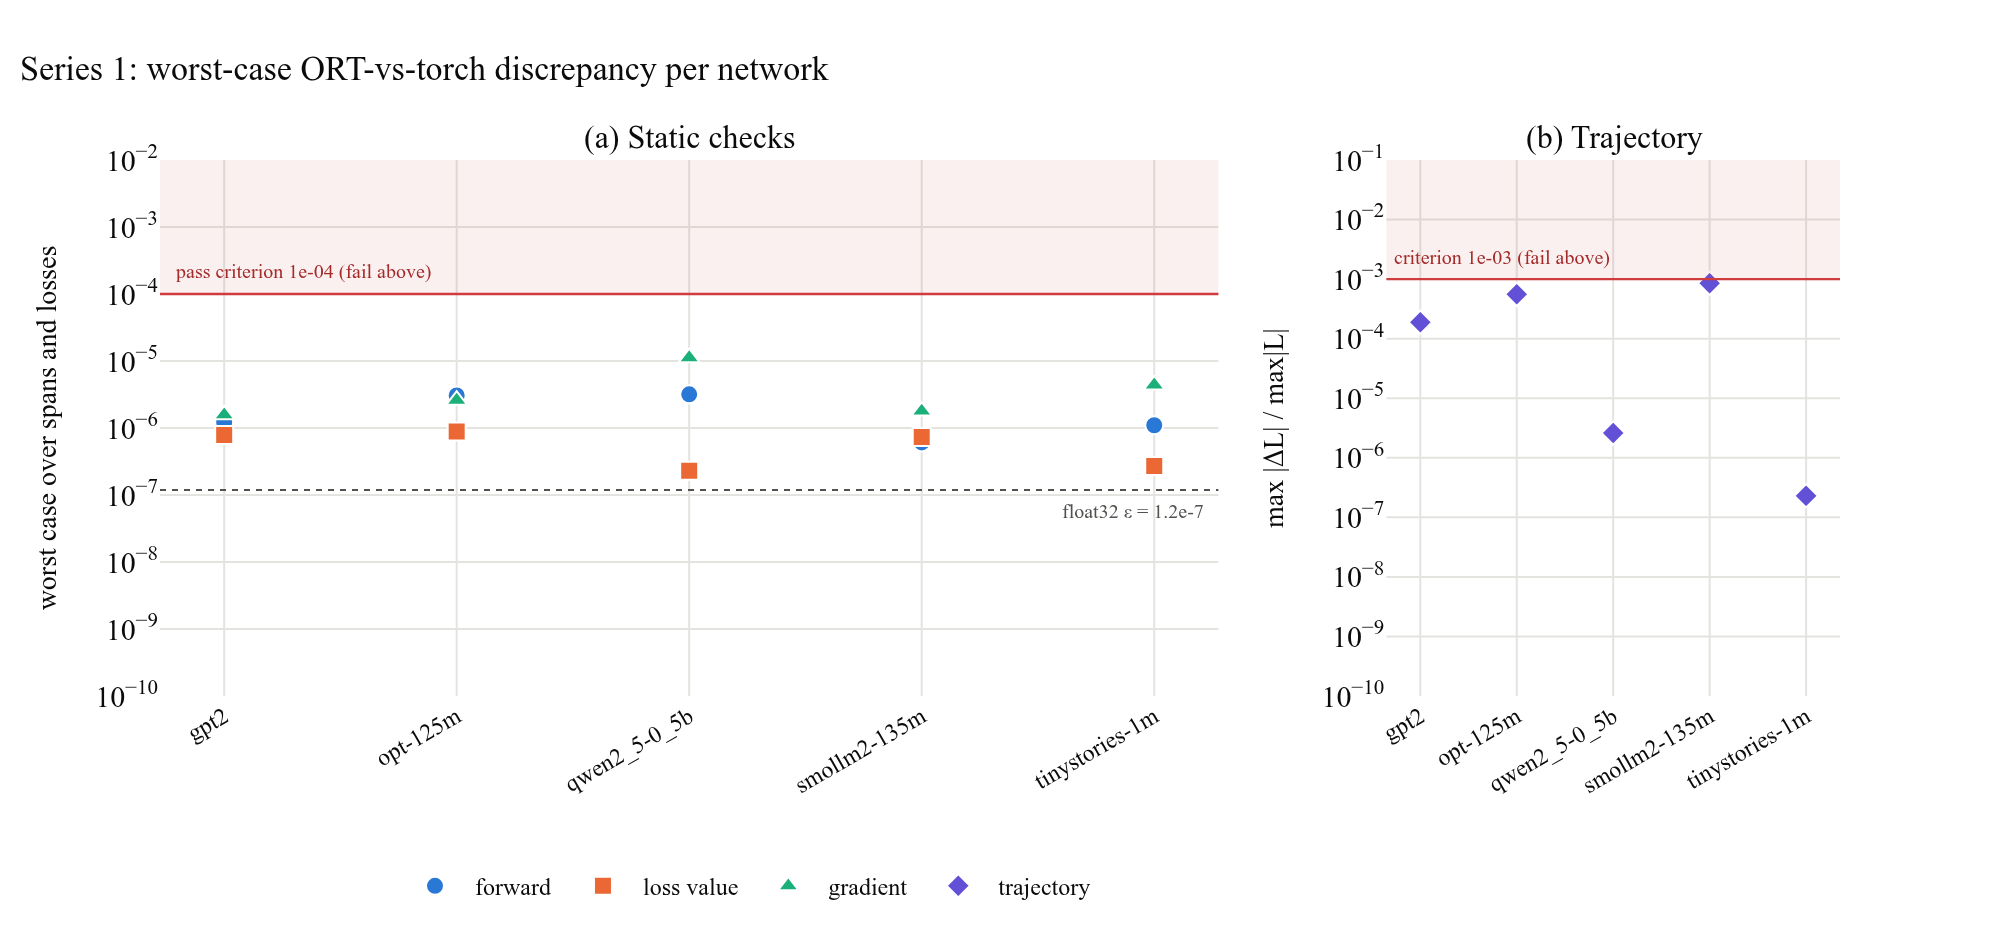 Series 1: worst-case ORT-vs-torch discrepancy per network
(a) Static checks
worst case over spans and losses
10⁻²
10⁻³
10⁻⁴
10⁻⁵
10⁻⁶
10⁻⁷
10⁻⁸
10⁻⁹
10⁻¹⁰
pass criterion 1e-04 (fail above)
float32 ε = 1.2e-7
gpt2
opt-125m
qwen2_5-0_5b
smollm2-135m
tinystories-1m
(b) Trajectory
max |ΔL| / max|L|
10⁻¹
10⁻²
10⁻³
10⁻⁴
10⁻⁵
10⁻⁶
10⁻⁷
10⁻⁸
10⁻⁹
10⁻¹⁰
criterion 1e-03 (fail above)
gpt2
opt-125m
qwen2_5-0_5b
smollm2-135m
tinystories-1m
forward
loss value
gradient
trajectory